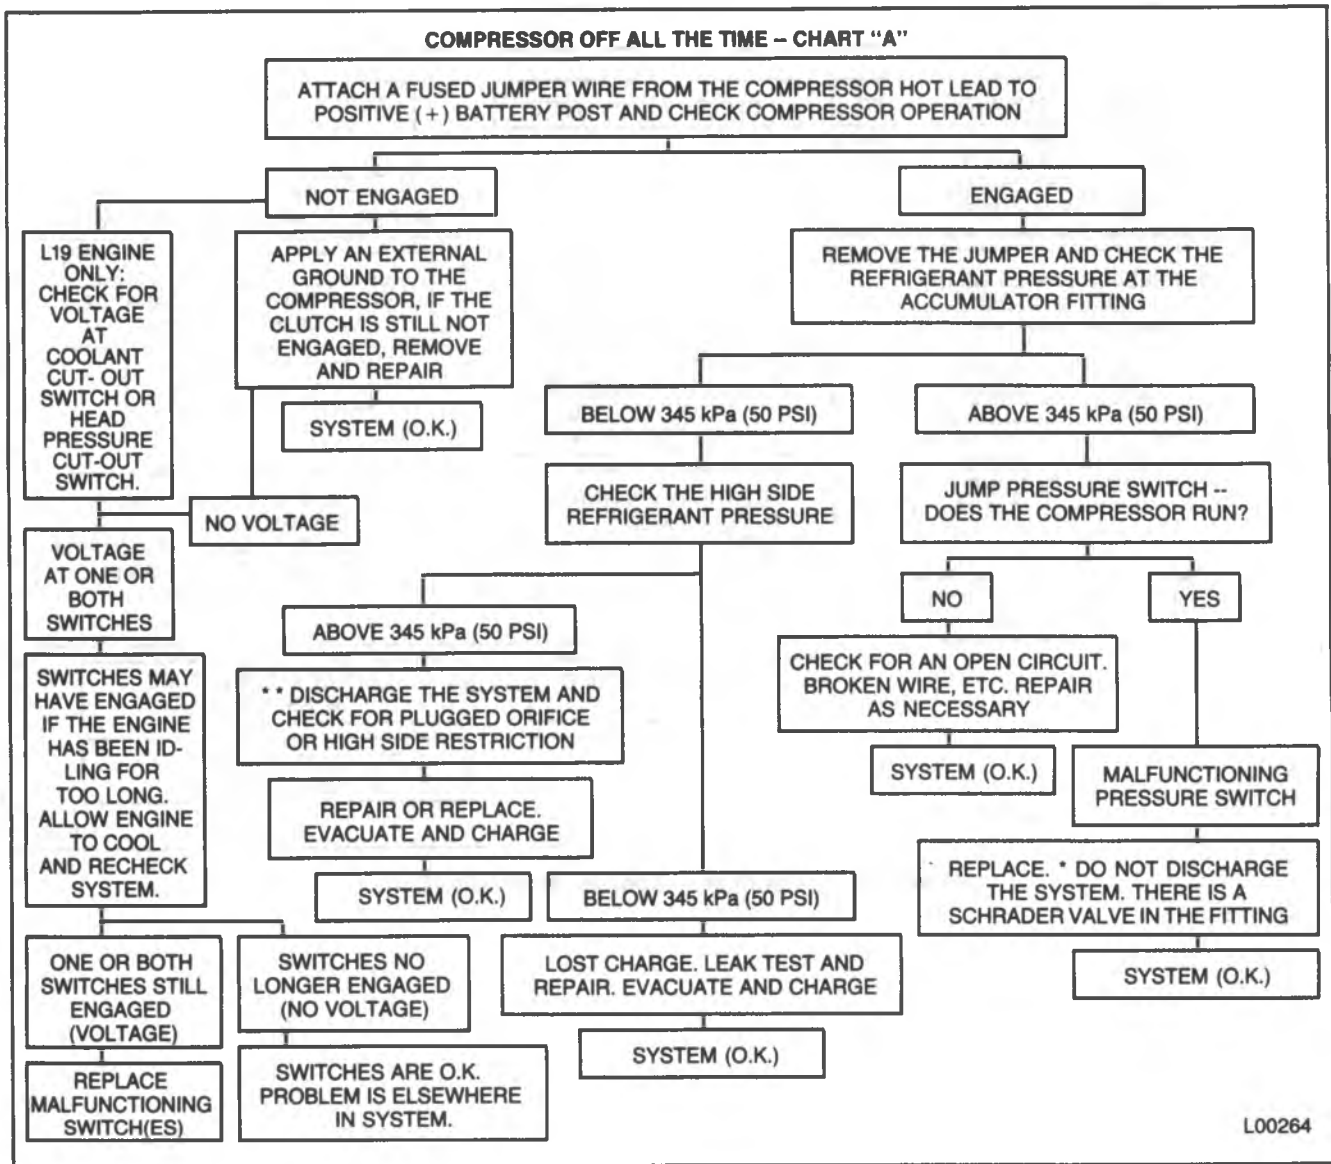 COMPRESSOR OFF ALL THE TIME – CHART "A"
ATTACH A FUSED JUMPER WIRE FROM THE COMPRESSOR HOT LEAD TO
POSITIVE (+) BATTERY POST AND CHECK COMPRESSOR OPERATION
NOT ENGAGED
ENGAGED
L19 ENGINE
ONLY:
CHECK FOR
VOLTAGE
AT
COOLANT
CUT- OUT
SWITCH OR
HEAD
PRESSURE
CUT-OUT
SWITCH.
APPLY AN EXTERNAL
GROUND TO THE
COMPRESSOR, IF THE
CLUTCH IS STILL NOT
ENGAGED, REMOVE
AND REPAIR
SYSTEM (O.K.)
NO VOLTAGE
VOLTAGE
AT ONE OR
BOTH
SWITCHES
SWITCHES MAY
HAVE ENGAGED
IF THE ENGINE
HAS BEEN ID-
LING FOR
TOO LONG.
ALLOW ENGINE
TO COOL
AND RECHECK
SYSTEM.
ONE OR BOTH
SWITCHES STILL
ENGAGED
(VOLTAGE)
REPLACE
MALFUNCTIONING
SWITCH(ES)
SWITCHES NO
LONGER ENGAGED
(NO VOLTAGE)
SWITCHES ARE O.K.
PROBLEM IS ELSEWHERE
IN SYSTEM.
REMOVE THE JUMPER AND CHECK THE
REFRIGERANT PRESSURE AT THE
ACCUMULATOR FITTING
BELOW 345 kPa (50 PSI)
CHECK THE HIGH SIDE
REFRIGERANT PRESSURE
ABOVE 345 kPa (50 PSI)
* * DISCHARGE THE SYSTEM AND
CHECK FOR PLUGGED ORIFICE
OR HIGH SIDE RESTRICTION
REPAIR OR REPLACE.
EVACUATE AND CHARGE
SYSTEM (O.K.)
BELOW 345 kPa (50 PSI)
LOST CHARGE. LEAK TEST AND
REPAIR. EVACUATE AND CHARGE
SYSTEM (O.K.)
ABOVE 345 kPa (50 PSI)
JUMP PRESSURE SWITCH --
DOES THE COMPRESSOR RUN?
NO
CHECK FOR AN OPEN CIRCUIT.
BROKEN WIRE, ETC. REPAIR
AS NECESSARY
SYSTEM (O.K.)
YES
MALFUNCTIONING
PRESSURE SWITCH
REPLACE. * DO NOT DISCHARGE
THE SYSTEM. THERE IS A
SCHRADER VALVE IN THE FITTING
SYSTEM (O.K.)
L00264